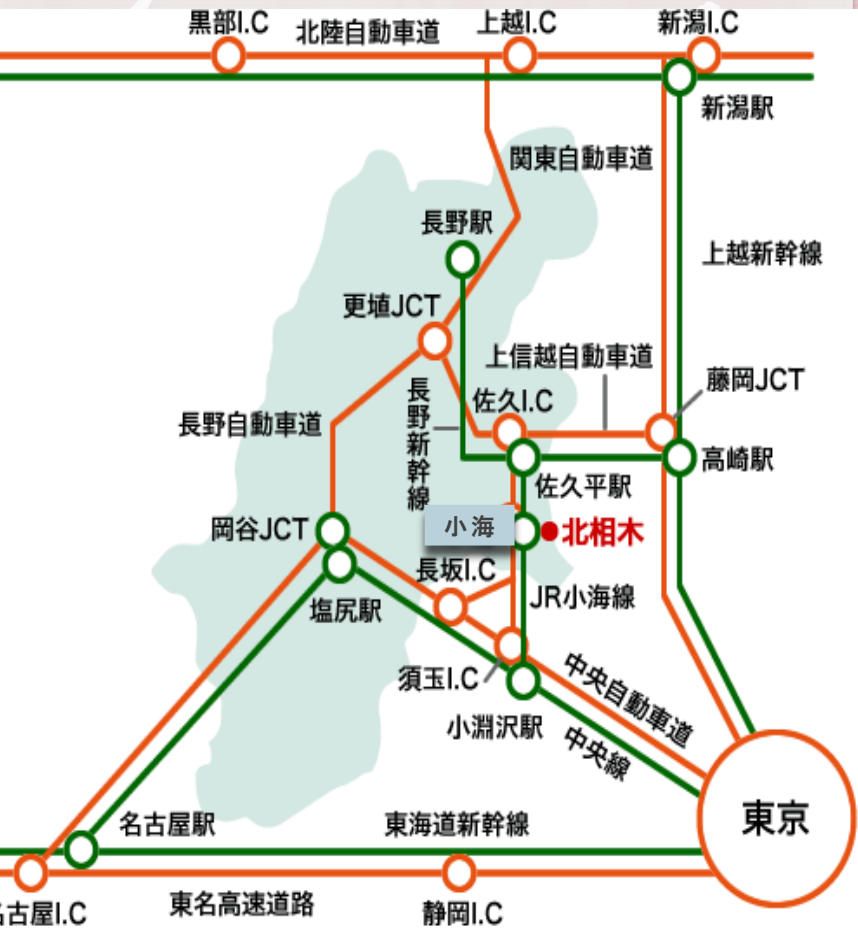 黒部I.C
北陸自動車道
上越I.C
新潟I.C
新潟駅
関東自動車道
長野駅
上越新幹線
更埴JCT
上信越自動車道
藤岡JCT
長野新幹線
佐久I.C
長野自動車道
高崎駅
佐久平駅
岡谷JCT
小海
北相木
長坂I.C
JR小海線
塩尻駅
須玉I.C
中央自動車道
小淵沢駅
中央線
東京
名古屋駅
東海道新幹線
古屋I.C
東名高速道路
静岡I.C